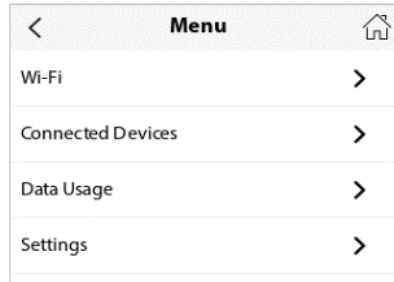 Menu
Wi-Fi
Connected Devices
Data Usage
Settings